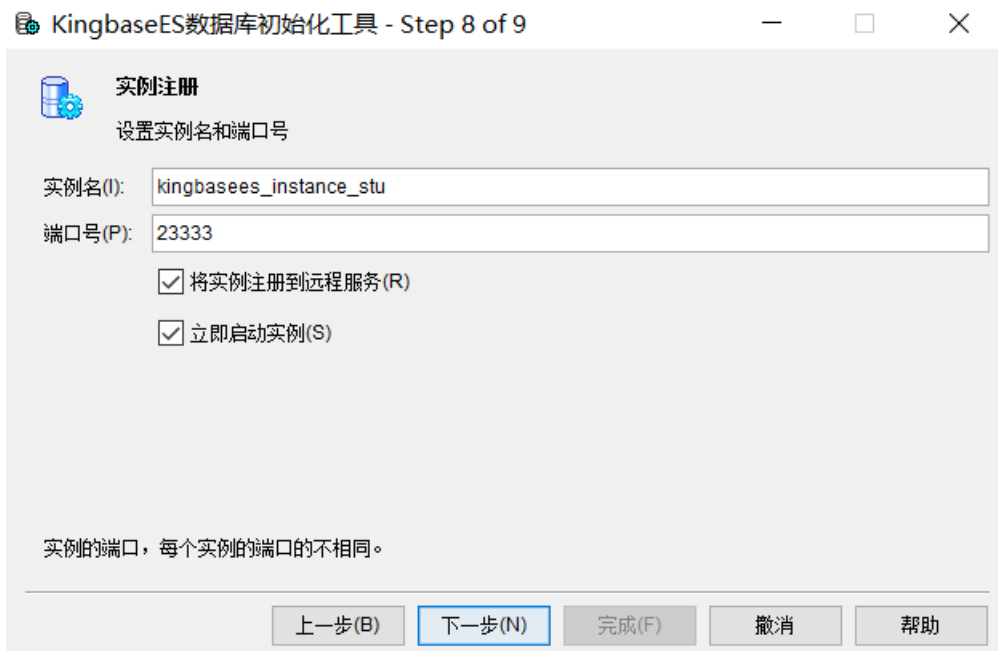 KingbaseES数据库初始化工具 - Step 8 of 9
实例注册
设置实例名和端口号
实例名(I): kingbasees_instance_stu
端口号(P): 23333
将实例注册到远程服务(R)
立即启动实例(S)
实例的端口，每个实例的端口的不相同。
上一步(B) 下一步(N) 完成(F) 撤消 帮助